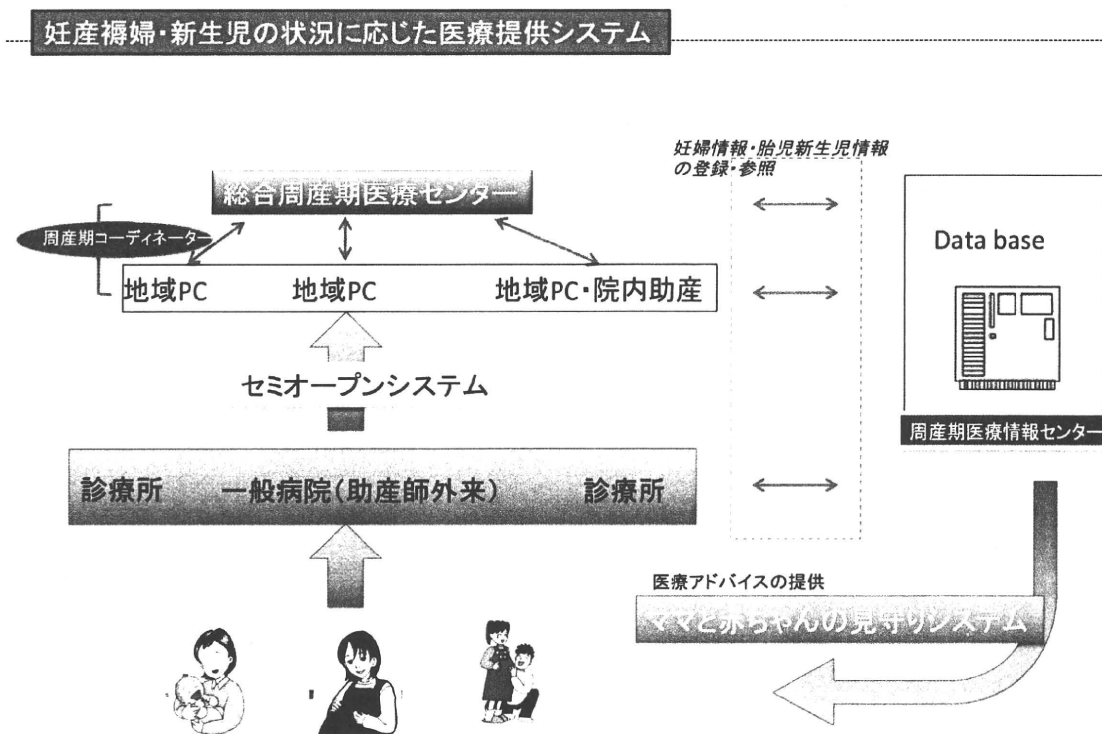 妊産褥婦・新生児の状況に応じた医療提供システム
妊婦情報・胎児新生児情報
の登録・参照
総合周産期医療センター
周産期コーディネーター
地域PC 地域PC 地域PC・院内助産
Data base
セミオープンシステム
周産期医療情報センター
診療所 一般病院(助産師外来) 診療所
医療アドバイスの提供
ママと赤ちゃんの見守りシステム